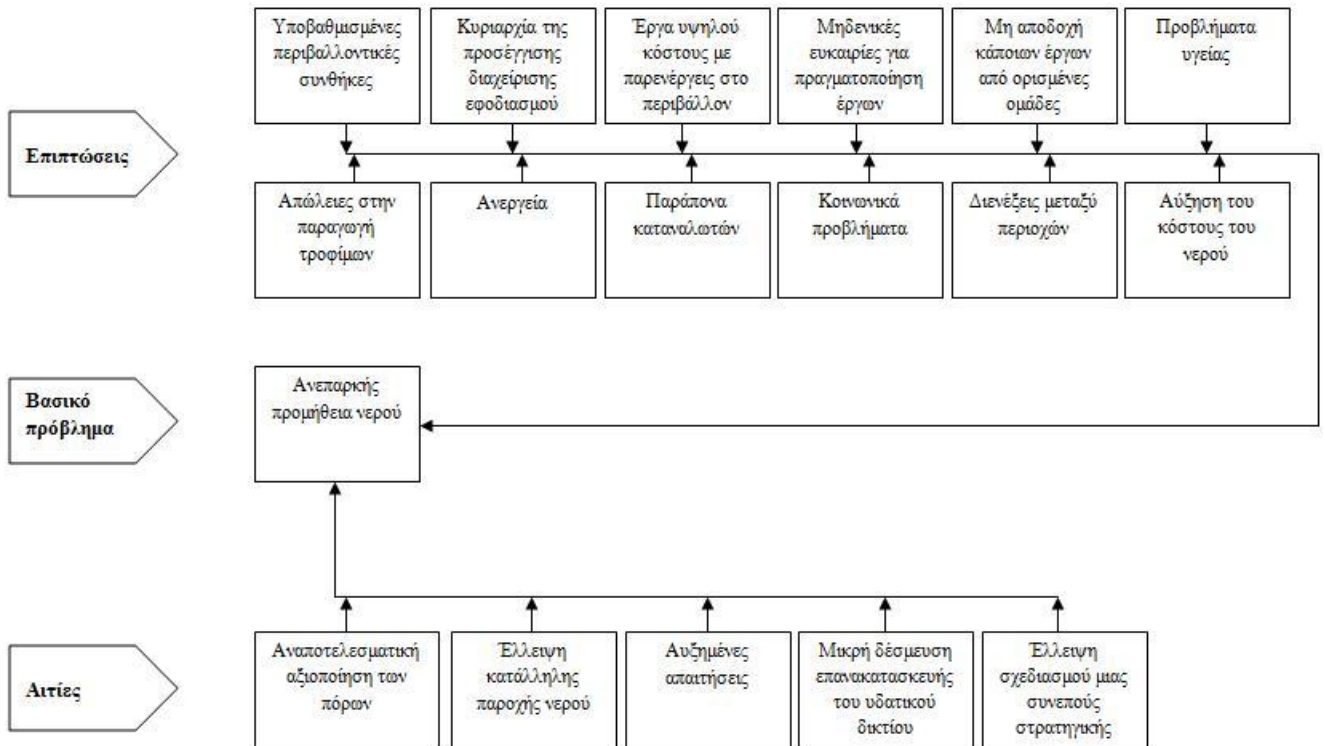 Υποβαθμισμένες
περιβαλλοντικές
συνθήκες
Κυριαρχία της
προσέγγισης
διαχείρισης
εφοδιασμού
Έργα υψηλού
κόστους με
παρενέργεις στο
περιβάλλον
Μηδενικές
ευκαιρίες για
πραγματοποίηση
έργων
Μη αποδοχή
κάποιων έργων
από ορισμένες
ομάδες
Προβλήματα
υγείας
Επιπτώσεις
Απώλειες στην
παραγωγή
τροφίμων
Ανεργεία
Παράπονα
καταναλωτών
Κοινωνικά
προβλήματα
Διενέξεις μεταξύ
περιοχών
Αύξηση του
κόστους του
νερού
Βασικό
πρόβλημα
Ανεπαρκής
προμήθεια νερού
Αιτίες
Αναποτελεσματική
αξιοποίηση των
πόρων
Έλλειψη
κατάλληλης
παροχής νερού
Αυξημένες
απαιτήσεις
Μικρή δέσμευση
επανακατασκευής
του υδατικού
δικτίου
Έλλειψη
σχεδιασμού μιας
συνεπούς
στρατηγικής